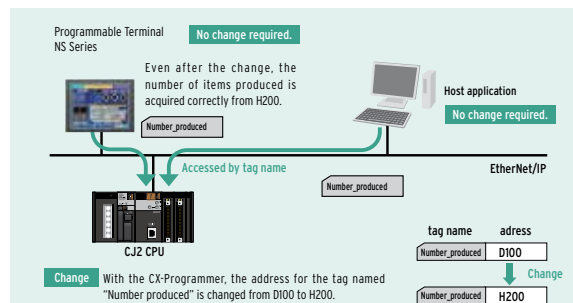 Programmable Terminal
NS Series
No change required.
Even after the change, the
number of items produced is
acquired correctly from H200.
Number_produced
Host application
No change required.
Accessed by tag name
EtherNet/IP
Number_produced
CJ2 CPU
tag name adress
Number_produced D100
Change
Number_produced H200
Change With the CX-Programmer, the address for the tag named
"Number produced" is changed from D100 to H200.